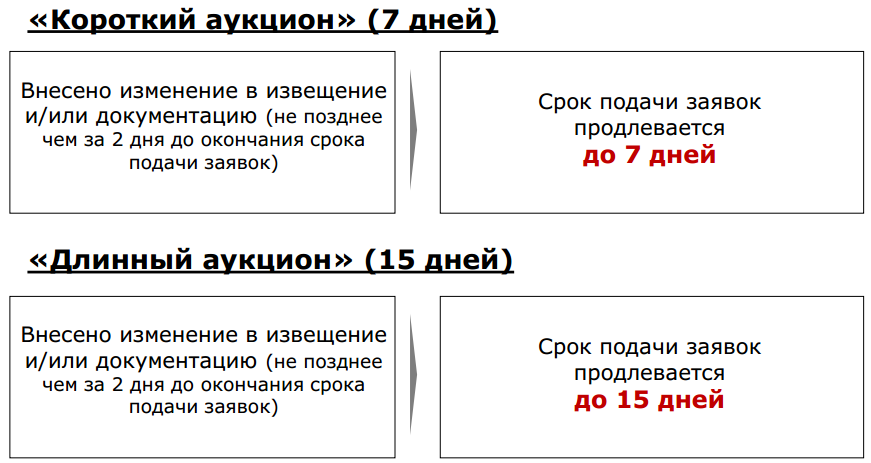 «Короткий аукцион» (7 дней)
Внесено изменение в извещение
и/или документацию (не позднее
чем за 2 дня до окончания срока
подачи заявок)
Срок подачи заявок
продлевается
до 7 дней
«Длинный аукцион» (15 дней)
Внесено изменение в извещение
и/или документацию (не позднее
чем за 2 дня до окончания срока
подачи заявок)
Срок подачи заявок
продлевается
до 15 дней